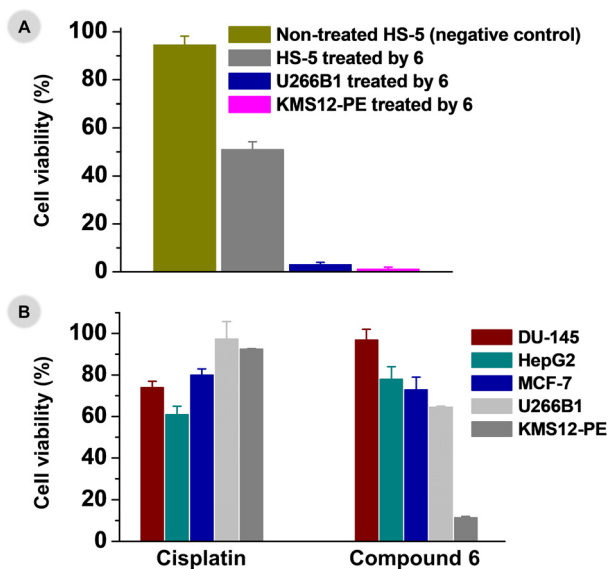 A
Cell viability (%)
100
80
60
40
20
0
Non-treated HS-5 (negative control)
HS-5 treated by 6
U266B1 treated by 6
KMS12-PE treated by 6
B
Cell viability (%)
100
80
60
40
20
0
DU-145
HepG2
MCF-7
U266B1
KMS12-PE
Cisplatin
Compound 6